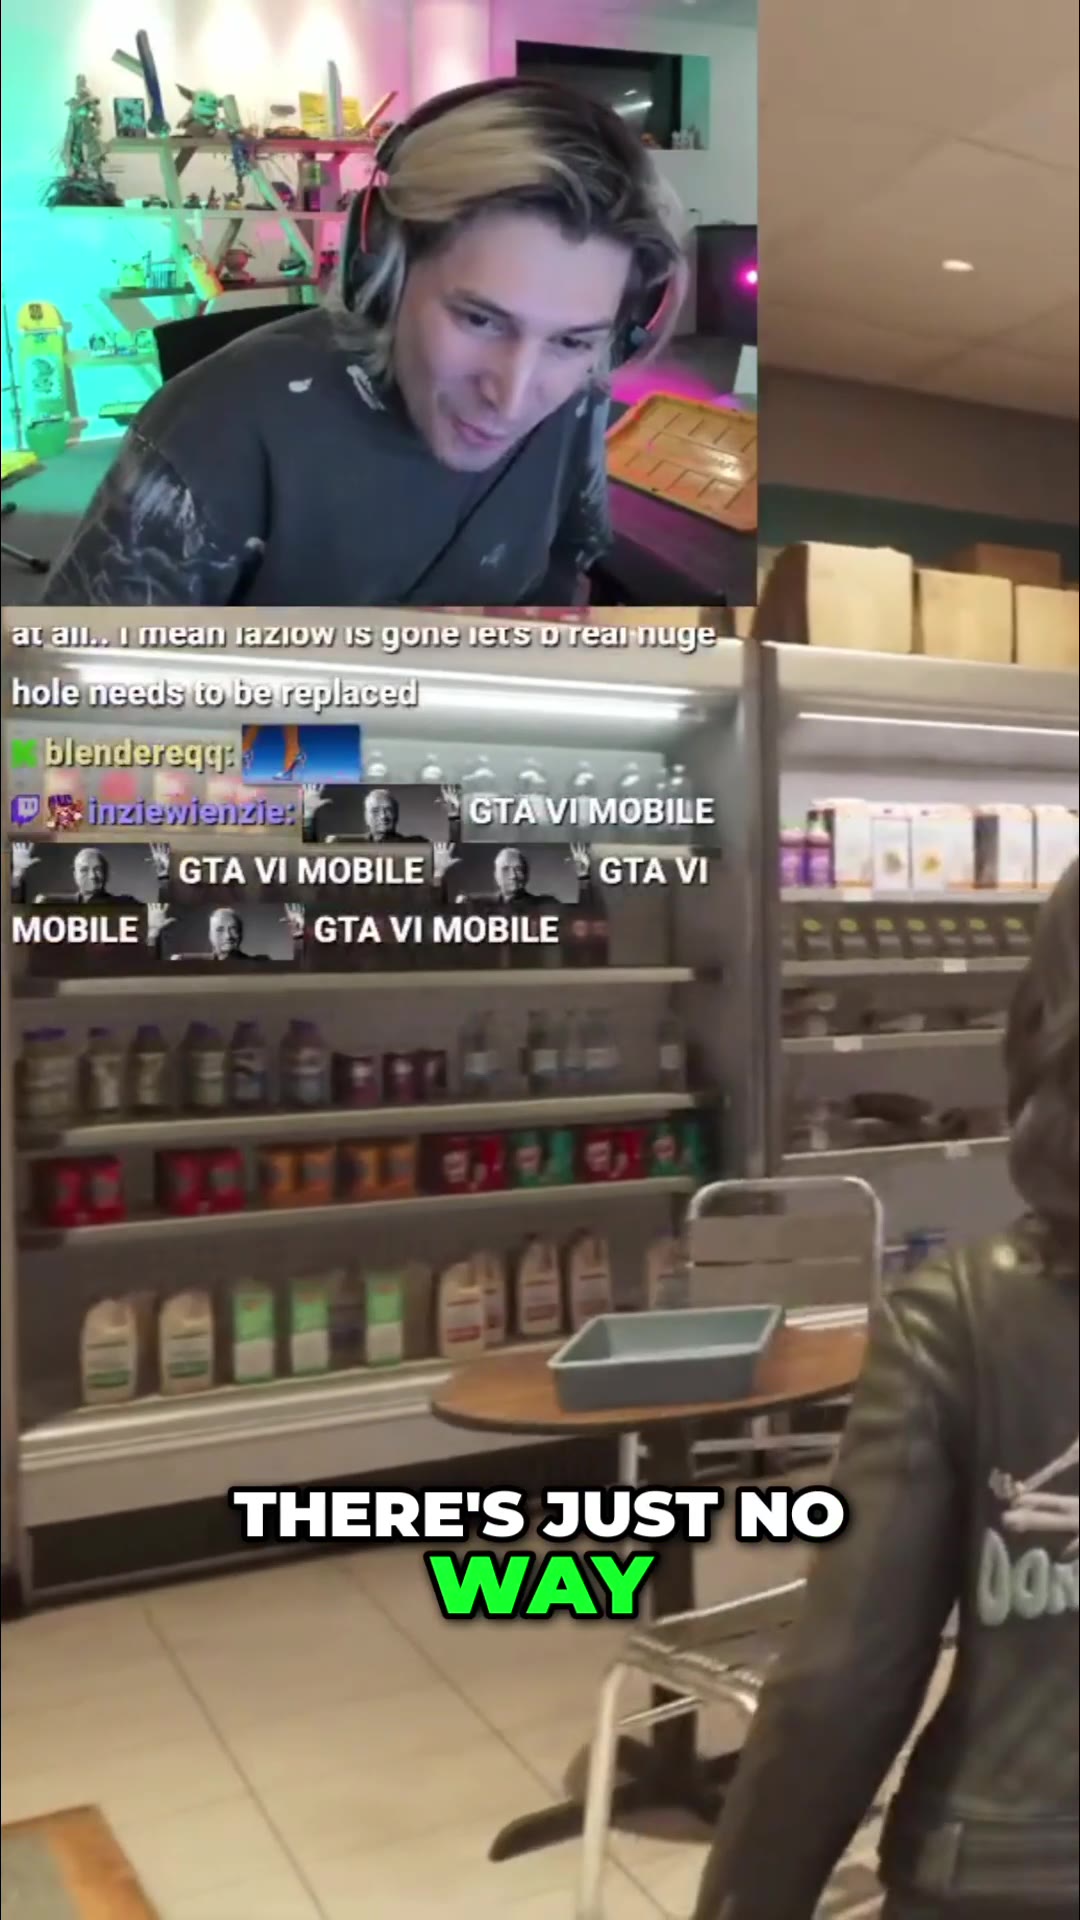 at all.. I mean lazlow is gone let's b real huge
hole needs to be replaced
blendereqq:
inziewienzie: GTA VI MOBILE
GTA VI MOBILE GTA VI
MOBILE GTA VI MOBILE
THERE'S JUST NO
WAY